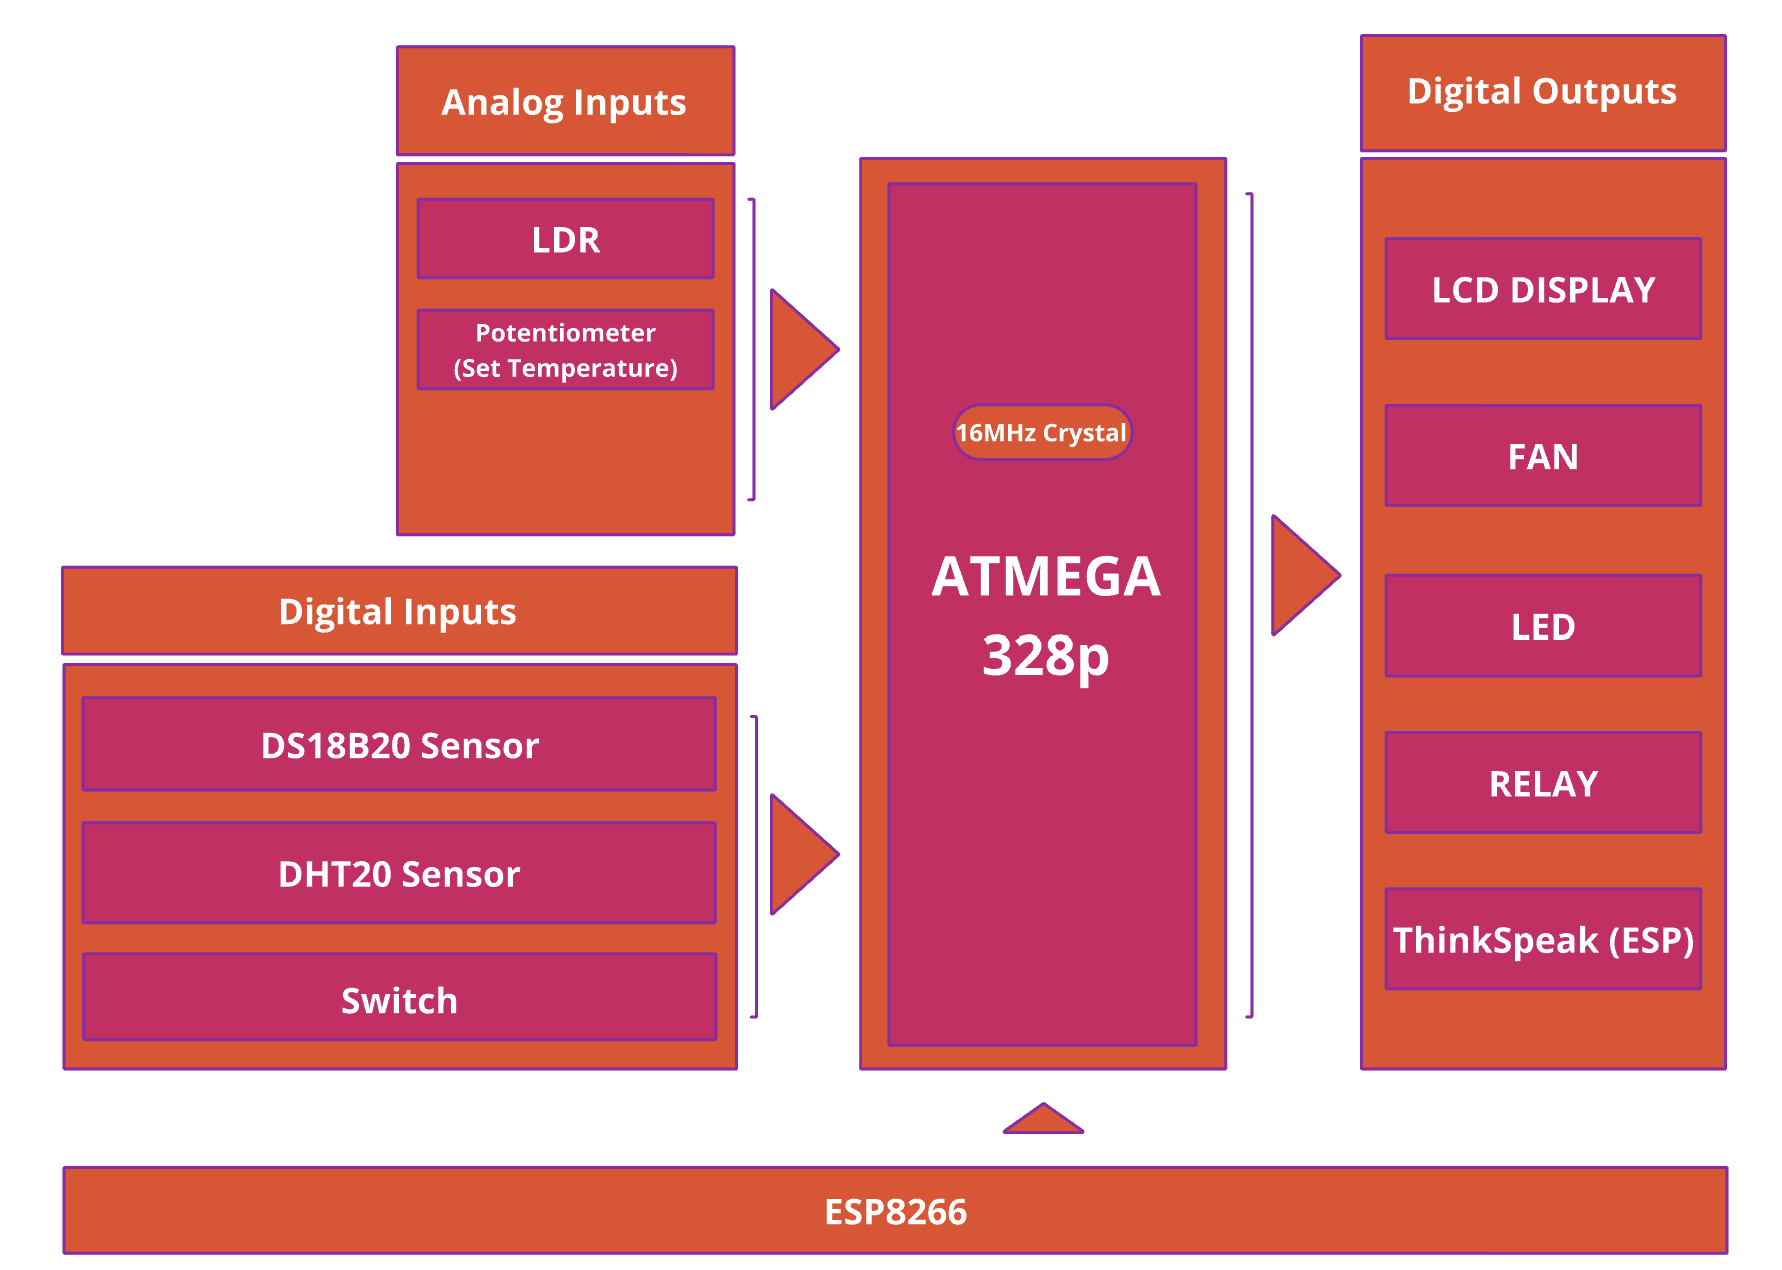 Analog Inputs
LDR
Potentiometer
(Set Temperature)
Digital Inputs
DS18B20 Sensor
DHT20 Sensor
Switch
16MHz Crystal
ATMEGA
328p
Digital Outputs
LCD DISPLAY
FAN
LED
RELAY
ThinkSpeak (ESP)
ESP8266